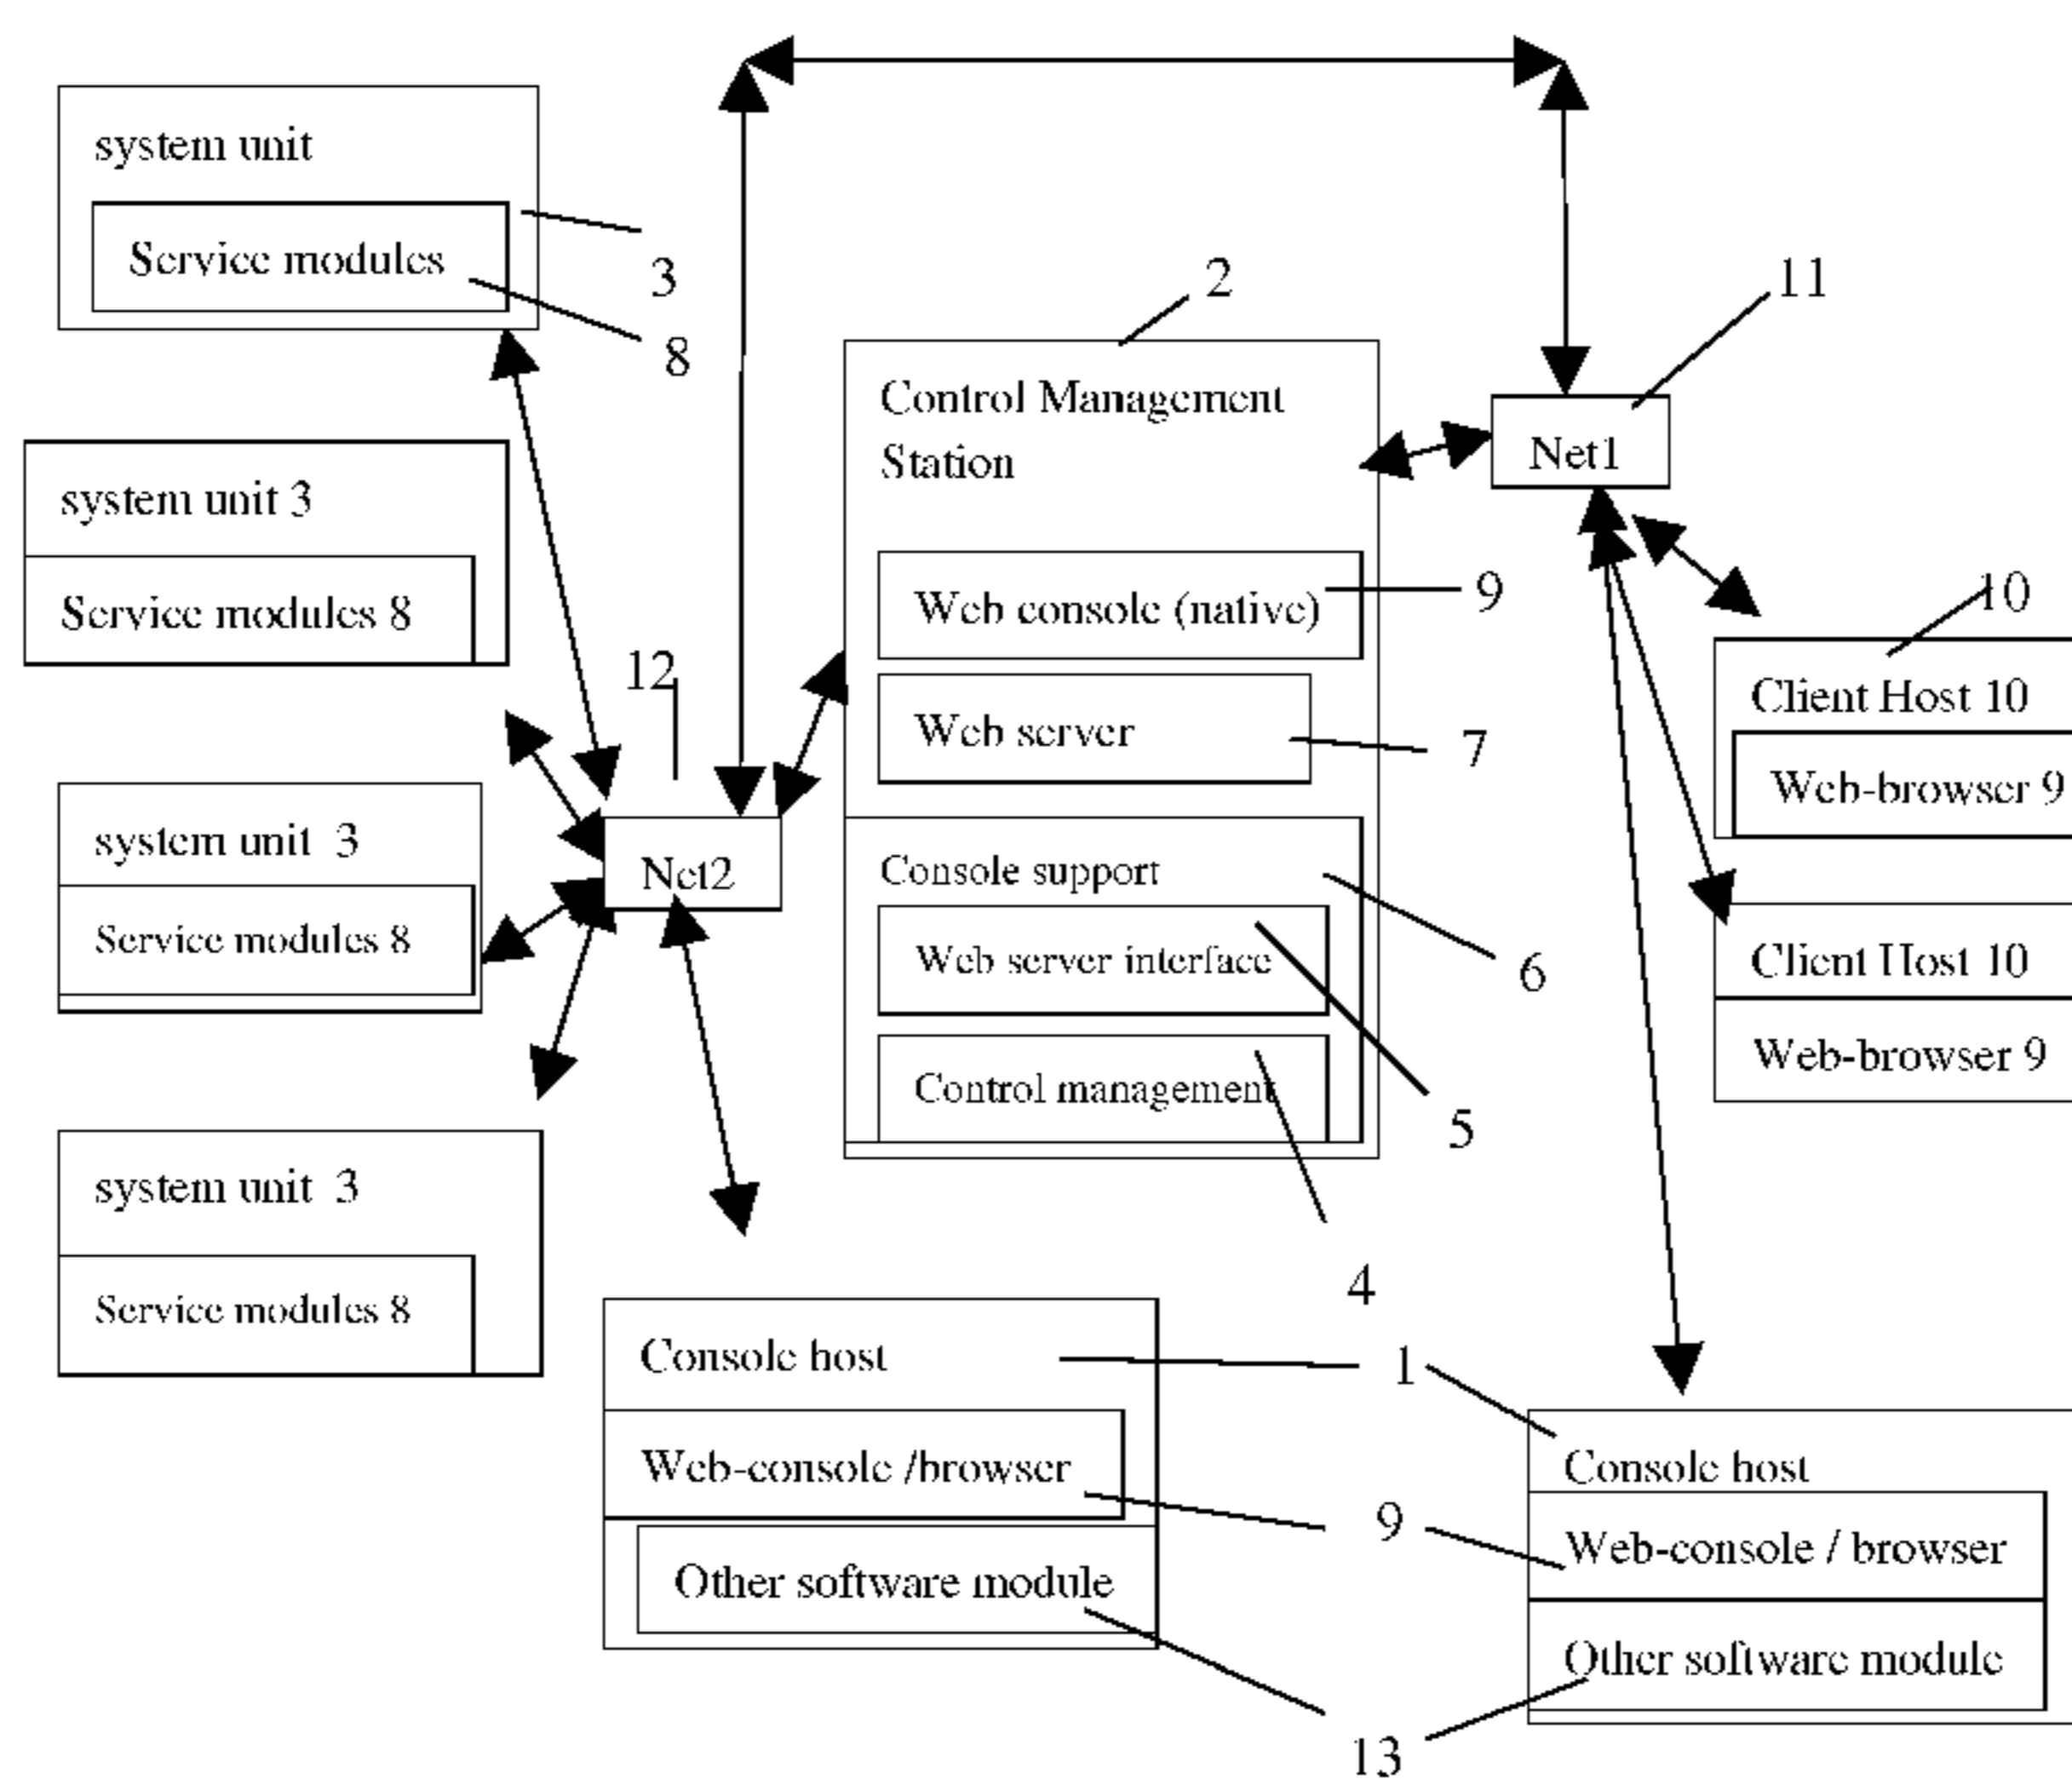 system unit
Service modules
3
8
system unit 3
Service modules 8
12
system unit 3
Service modules 8
Net2
system unit 3
Service modules 8
2
Control Management
Station
Web console (native)
9
Web server
7
Console support
6
Web server interface
5
Control management
4
11
Net1
10
Client Host 10
Web-browser 9
Client Host 10
Web-browser 9
Console host
1
Web-console /browser
9
Other software module
13
Console host
Web-console / browser
Other software module